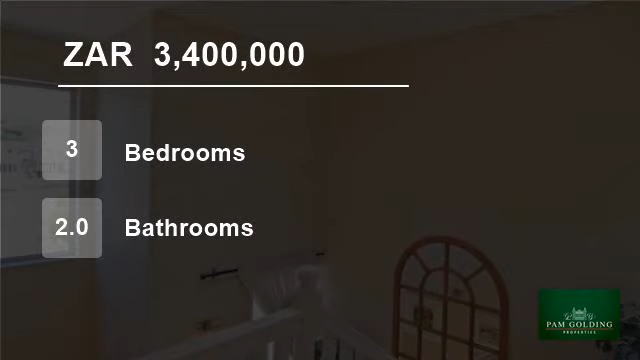 ZAR 3,400,000
3
Bedrooms
2.0
Bathrooms
PAM GOLDING
PROPERTIES